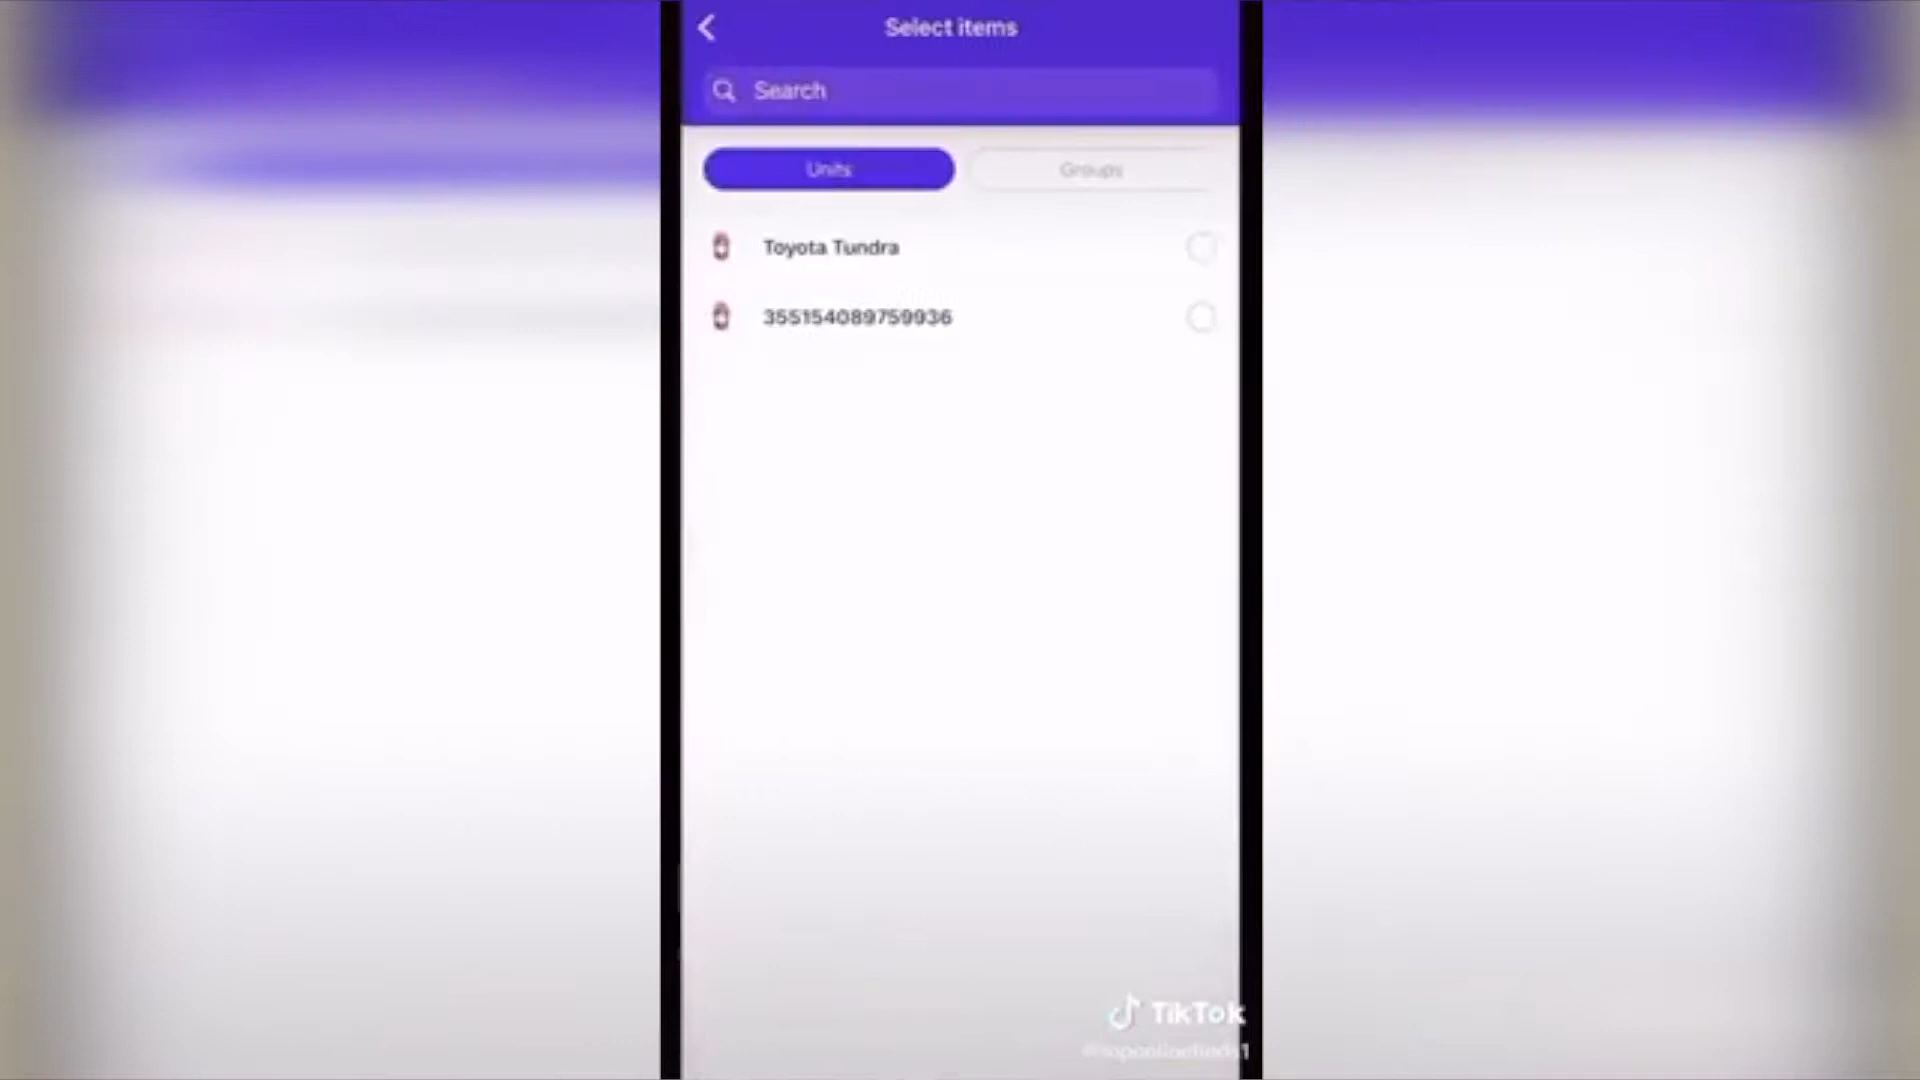 Select items
Search
Units
Groups
Toyota Tundra
355154089759936
TikTok